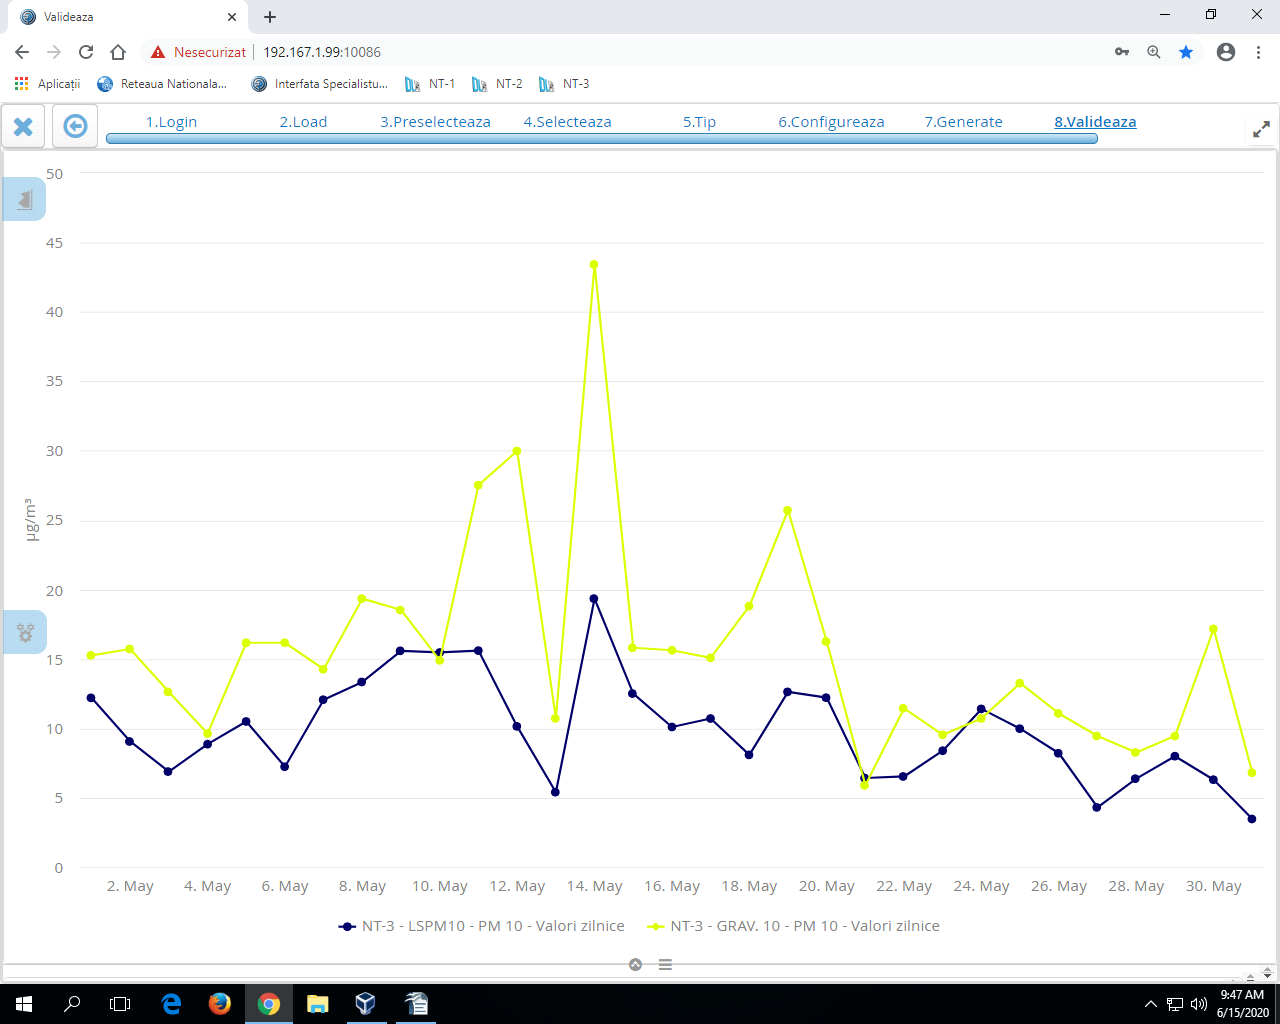 Valideaza
Nesecurizat 192.167.1.99:10086
Aplicații Reteaua Nationala... Interfata Specialistu... NT-1 NT-2 NT-3
1.Login 2.Load 3.Preselecteaza 4.Selecteaza 5.Tip 6.Configureaza 7.Generate 8.Valideaza
50
45
40
35
30
25
20
15
10
5
0
µg/m³
2. May 4. May 6. May 8. May 10. May 12. May 14. May 16. May 18. May 20. May 22. May 24. May 26. May 28. May 30. May
NT-3 - LSPM10 - PM 10 - Valori zilnice NT-3 - GRAV. 10 - PM 10 - Valori zilnice
9:47 AM
6/15/2020